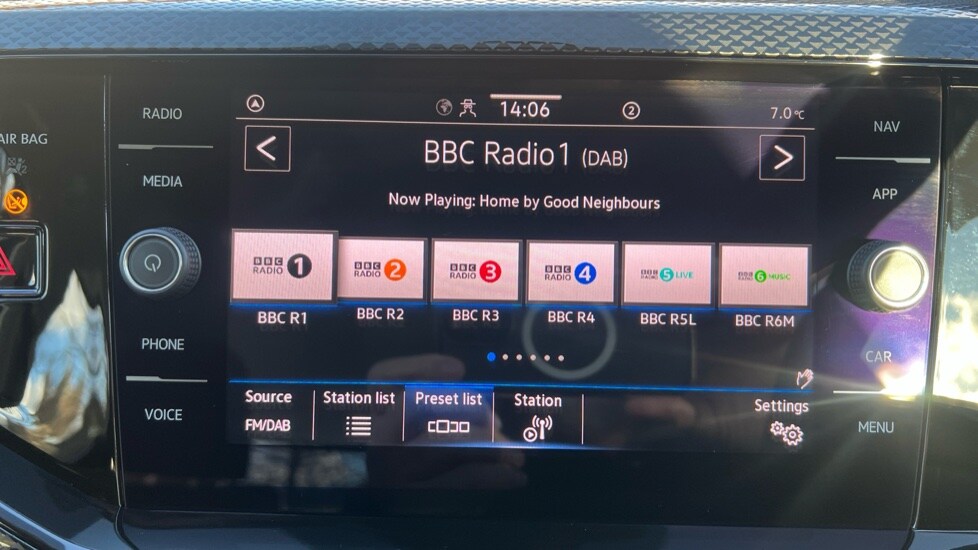 AIR BAG
RADIO
MEDIA
PHONE
VOICE
14:06
2
7.0°C
BBC Radio1 (DAB)
Now Playing: Home by Good Neighbours
BBC RADIO 1
BBC RADIO 2
BBC RADIO 3
BBC RADIO 4
BBC RADIO 5 LIVE
BBC RADIO 6 MUSIC
BBC R1
BBC R2
BBC R3
BBC R4
BBC R5L
BBC R6M
Source
FM/DAB
Station list
Preset list
Station
Settings
NAV
APP
CAR
MENU